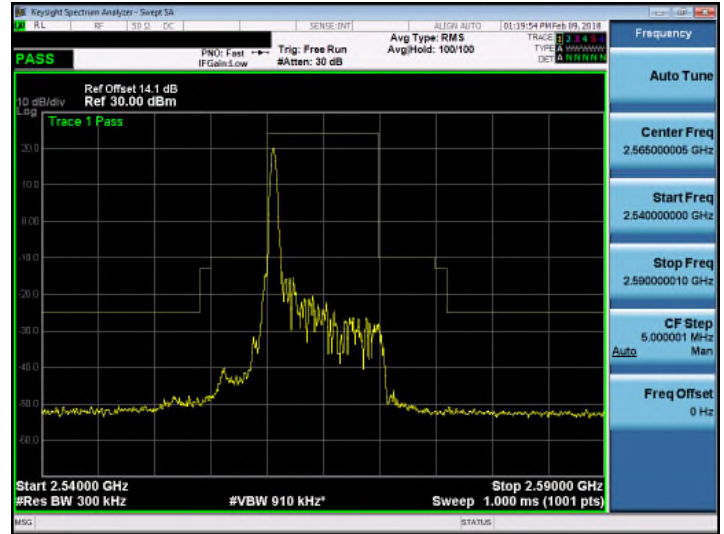 Keysight Spectrum Analyzer - Swept SA
RL RF 50 Ω DC SENSE:INT ALIGN AUTO 01:19:54 PM Feb 09, 2018
Frequency
PASS
PNO: Fast
IFGain:Low
Trig: Free Run
#Atten: 30 dB
Avg Type: RMS
Avg|Hold: 100/100
TRACE 1 2 3 4 5 6
TYPE A WWWWW
DET A N N N N N
Auto Tune
Ref Offset 14.1 dB
10 dB/div Ref 30.00 dBm
Log
Trace 1 Pass
20.0
10.0
0.00
-10.0
-20.0
-30.0
-40.0
-50.0
-60.0
Center Freq
2.565000005 GHz
Start Freq
2.540000000 GHz
Stop Freq
2.590000010 GHz
CF Step
5.000001 MHz
Auto Man
Freq Offset
0 Hz
Start 2.54000 GHz Stop 2.59000 GHz
#Res BW 300 kHz #VBW 910 kHz* Sweep 1.000 ms (1001 pts)
MSG STATUS